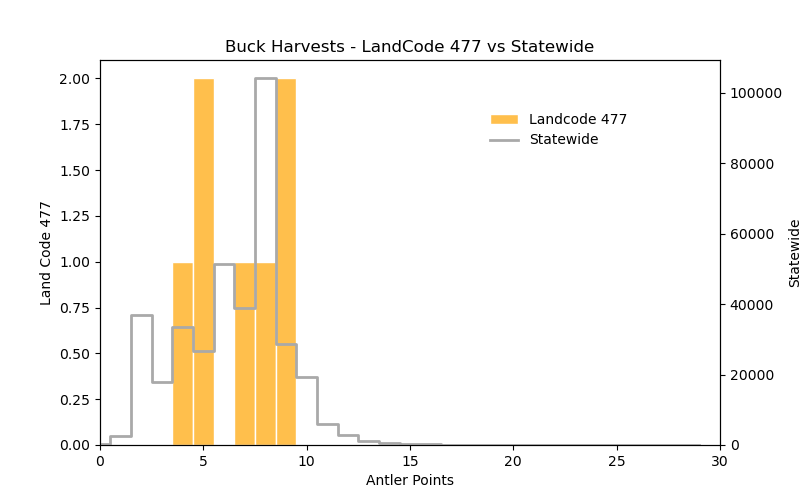 Buck Harvests - LandCode 477 vs Statewide
Landcode 477
Statewide
Land Code 477
2.00
1.75
1.50
1.25
1.00
0.75
0.50
0.25
0.00
100000
80000
60000
40000
20000
0
Statewide
0 5 10 15 20 25 30
Antler Points